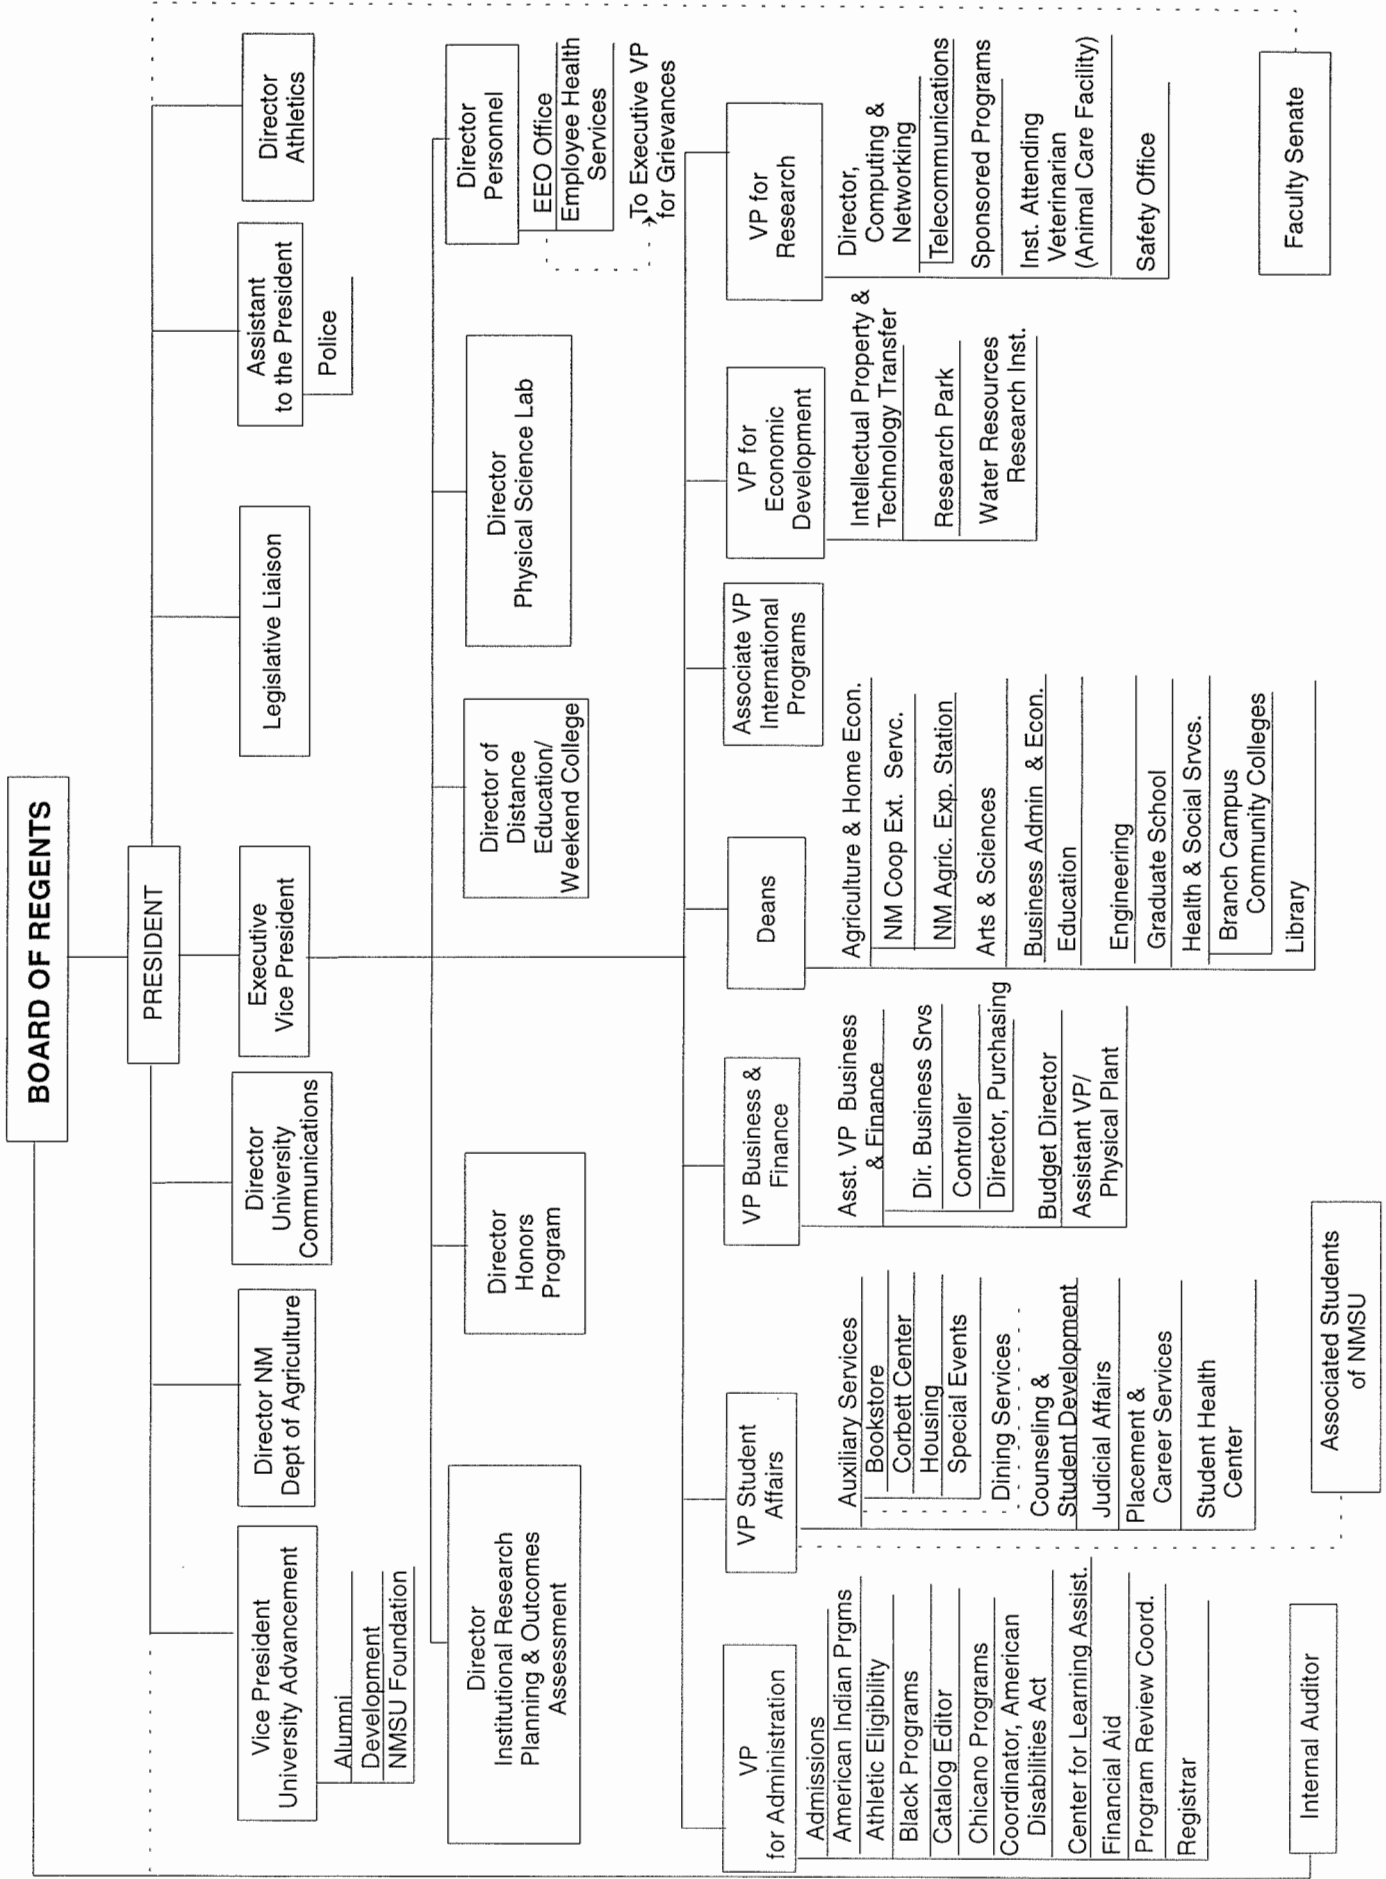 BOARD OF REGENTS
PRESIDENT
Vice President
University Advancement
Alumni
Development
NMSU Foundation
Director NM
Dept of Agriculture
Director
University
Communications
Executive
Vice President
Legislative Liaison
Assistant
to the President
Police
Director
Athletics
Director
Institutional Research
Planning & Outcomes
Assessment
Director
Honors
Program
Director of
Distance
Education/
Weekend College
Director
Physical Science Lab
Director
Personnel
EEO Office
Employee Health
Services
To Executive VP
for Grievances
VP
for Administration
Admissions
American Indian Prgms
Athletic Eligibility
Black Programs
Catalog Editor
Chicano Programs
Coordinator, American
Disabilities Act
Center for Learning Assist.
Financial Aid
Program Review Coord.
Registrar
VP Student
Affairs
Auxiliary Services
Bookstore
Corbett Center
Housing
Special Events
Dining Services
Counseling &
Student Development
Judicial Affairs
Placement &
Career Services
Student Health
Center
VP Business &
Finance
Asst. VP Business
& Finance
Dir. Business Srvs
Controller
Director, Purchasing
Budget Director
Assistant VP/
Physical Plant
Deans
Agriculture & Home Econ.
NM Coop Ext. Servc.
NM Agric. Exp. Station
Arts & Sciences
Business Admin & Econ.
Education
Engineering
Graduate School
Health & Social Srvcs.
Branch Campus
Community Colleges
Library
Associate VP
International
Programs
VP for
Economic
Development
Intellectual Property &
Technology Transfer
Research Park
Water Resources
Research Inst.
VP for
Research
Director,
Computing &
Networking
Telecommunications
Sponsored Programs
Inst. Attending
Veterinarian
(Animal Care Facility)
Safety Office
Internal Auditor
Associated Students
of NMSU
Faculty Senate